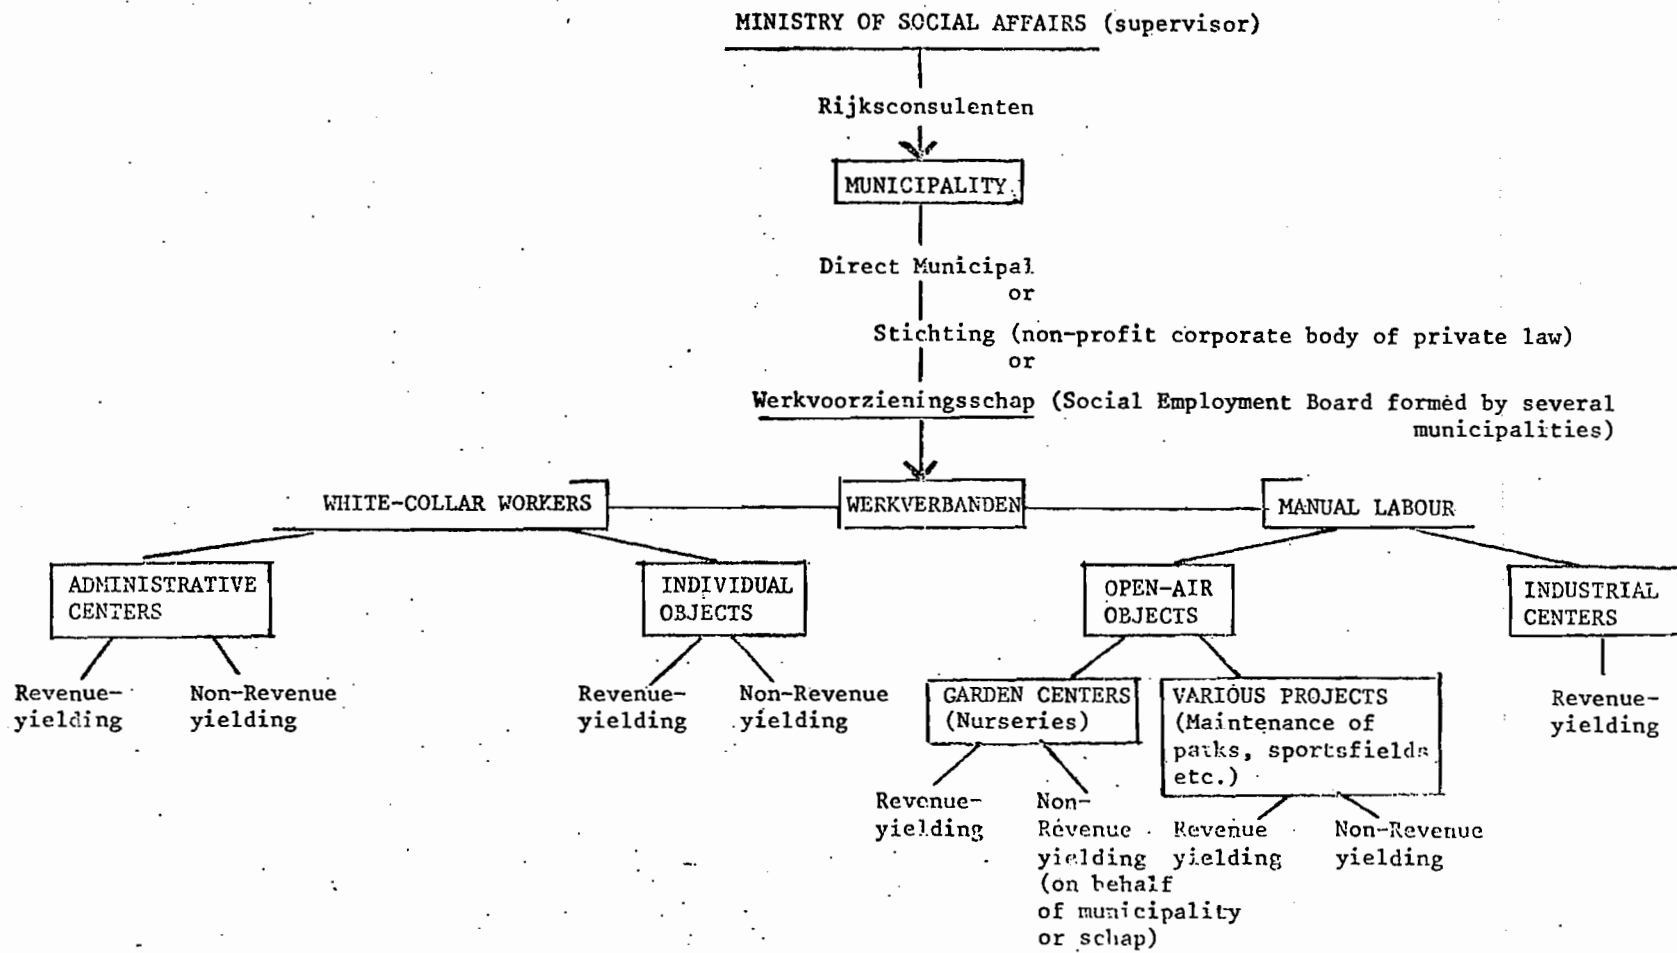 MINISTRY OF SOCIAL AFFAIRS (supervisor)
Rijksconsulenten
MUNICIPALITY
Direct Municipal
or
Stichting (non-profit corporate body of private law)
or
Werkvoorzieningsschap (Social Employment Board formed by several
municipalities)
WHITE-COLLAR WORKERS
WERKVERBANDEN
MANUAL LABOUR
ADMINISTRATIVE
CENTERS
INDIVIDUAL
OBJECTS
OPEN-AIR
OBJECTS
INDUSTRIAL
CENTERS
Revenue-
yielding
Non-Revenue
yielding
Revenue-
yielding
Non-Revenue
yielding
GARDEN CENTERS
(Nurseries)
VARIOUS PROJECTS
(Maintenance of
parks, sportsfields
etc.)
Revenue-
yielding
Revenue-
yielding
Non-
Revenue
yielding
(on behalf
of municipality
or schap)
Revenue
yielding
Non-Revenue
yielding